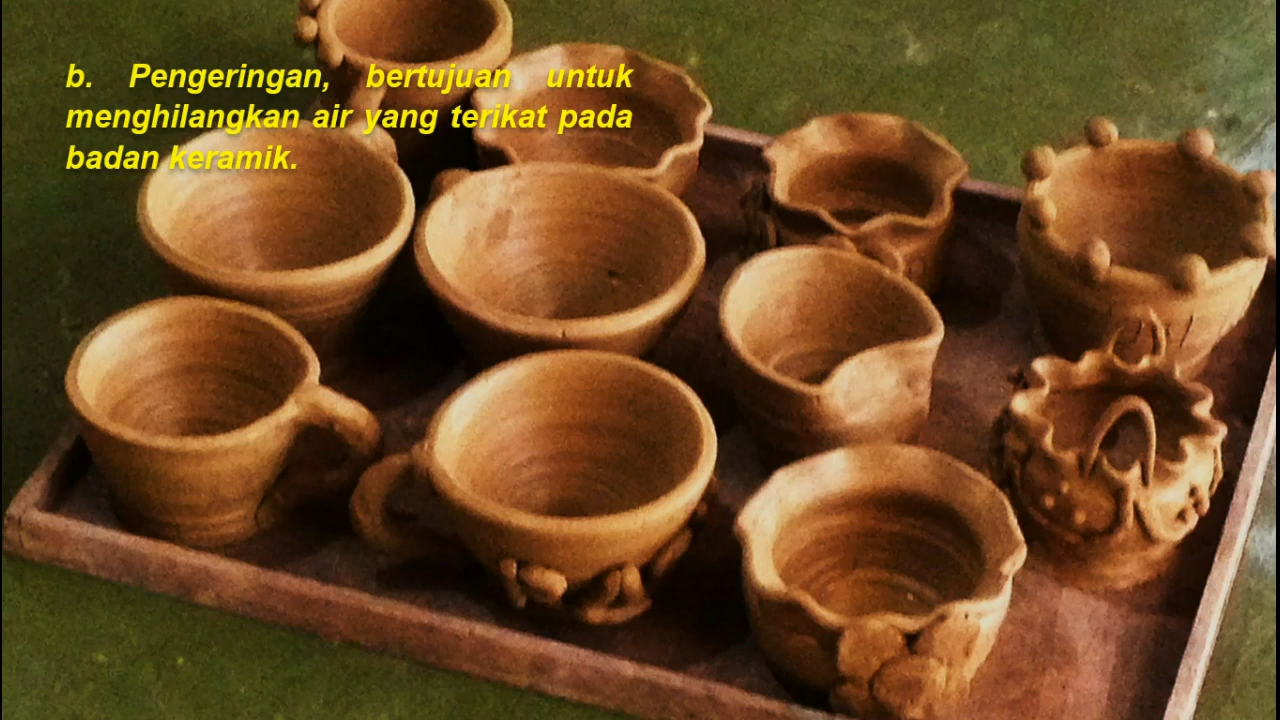 b. Pengeringan, bertujuan untuk
menghilangkan air yang terikat pada
badan keramik.